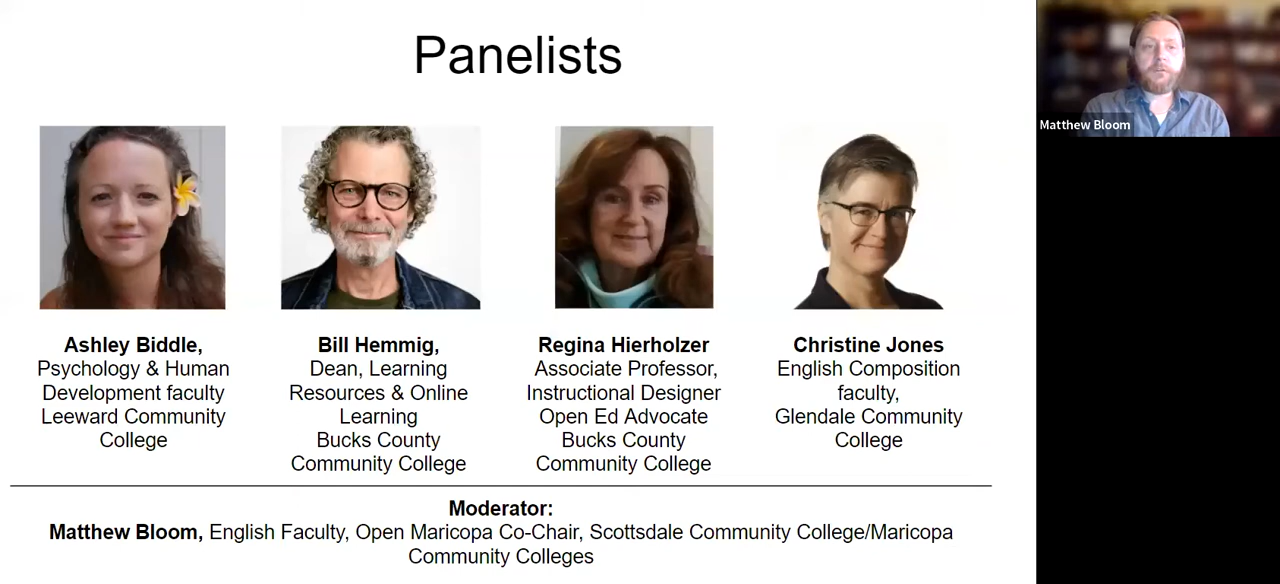 Panelists
Matthew Bloom
Ashley Biddle,
Psychology & Human
Development faculty
Leeward Community
College
Bill Hemmig,
Dean, Learning
Resources & Online
Learning
Bucks County
Community College
Regina Hierholzer
Associate Professor,
Instructional Designer
Open Ed Advocate
Bucks County
Community College
Christine Jones
English Composition
faculty,
Glendale Community
College
Moderator:
Matthew Bloom, English Faculty, Open Maricopa Co-Chair, Scottsdale Community College/Maricopa
Community Colleges